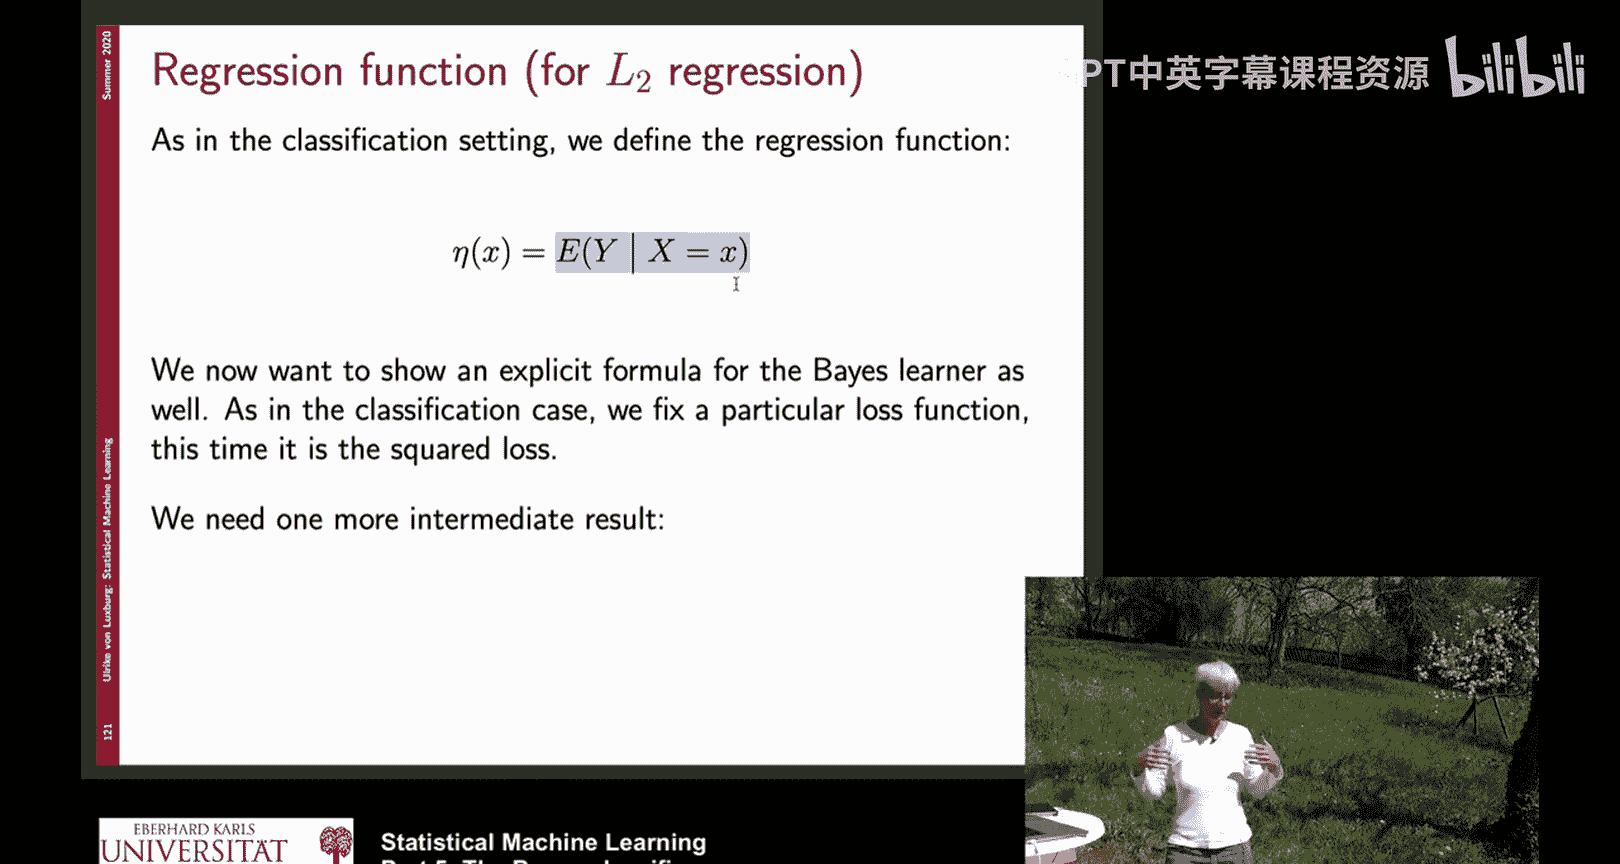 Summer 2020
Regression function (for L₂ regression)
PT中英字幕课程资源
bilibili
As in the classification setting, we define the regression function:
η(x) = E(Y | X = x)
We now want to show an explicit formula for the Bayes learner as
well. As in the classification case, we fix a particular loss function,
this time it is the squared loss.
We need one more intermediate result:
Ulrike von Luxburg: Statistical Machine Learning
121
EBERHARD KARLS
UNIVERSITÄT
Statistical Machine Learning